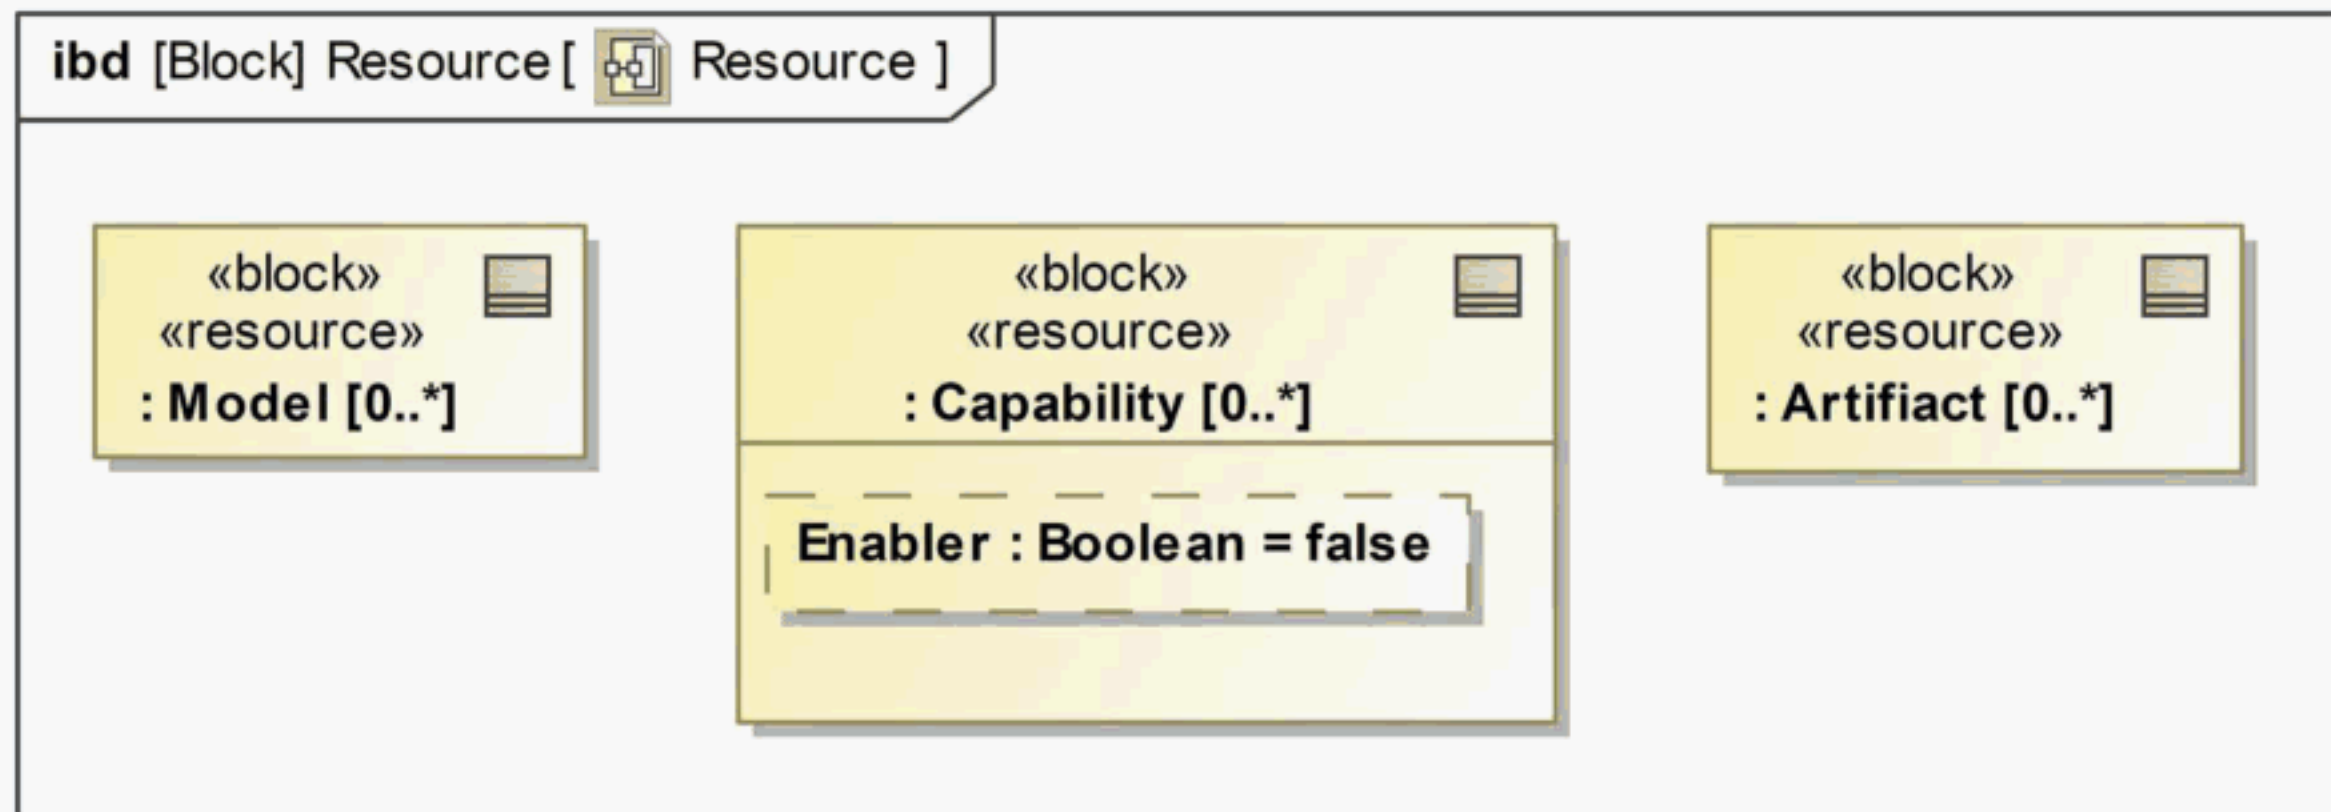 ibd [Block] Resource [ Resource ]
«block»
«resource»
: Model [0..*]
«block»
«resource»
: Capability [0..*]
Enabler : Boolean = false
«block»
«resource»
: Artifiact [0..*]